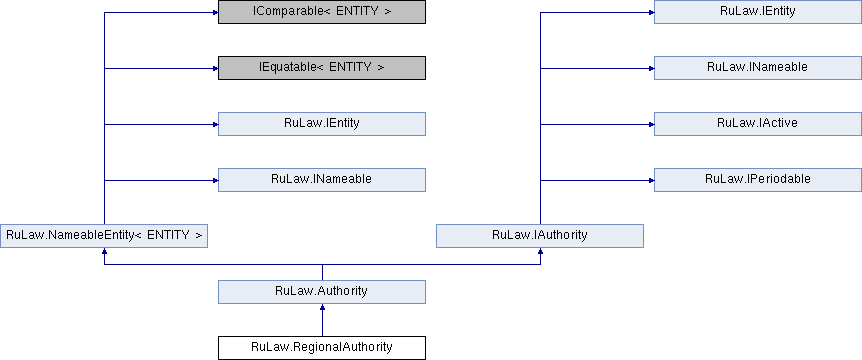 IComparable< ENTITY >
RuLaw.IEntity
IEquatable< ENTITY >
RuLaw.INameable
RuLaw.IEntity
RuLaw.IActive
RuLaw.INameable
RuLaw.IPeriodable
RuLaw.NameableEntity< ENTITY >
RuLaw.IAuthority
RuLaw.Authority
RuLaw.RegionalAuthority